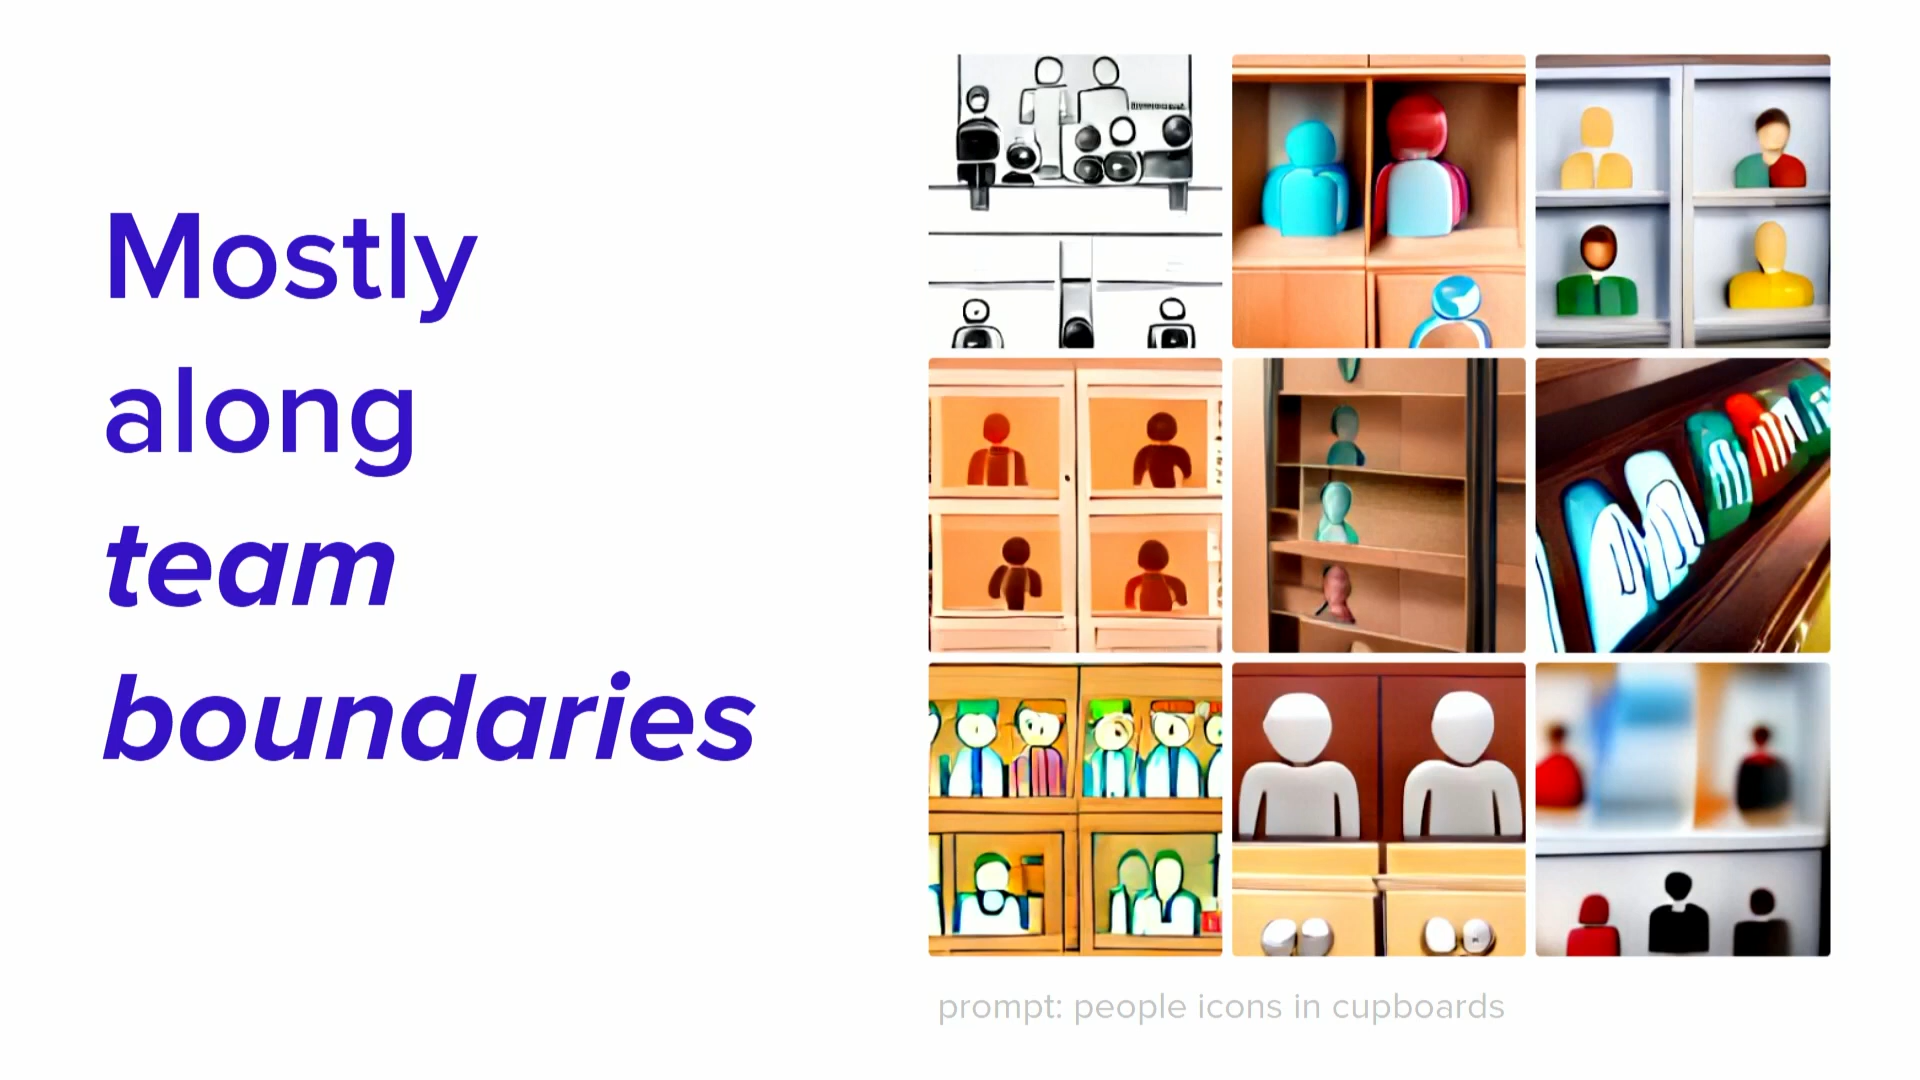 Mostly
along
team
boundaries
prompt: people icons in cupboards